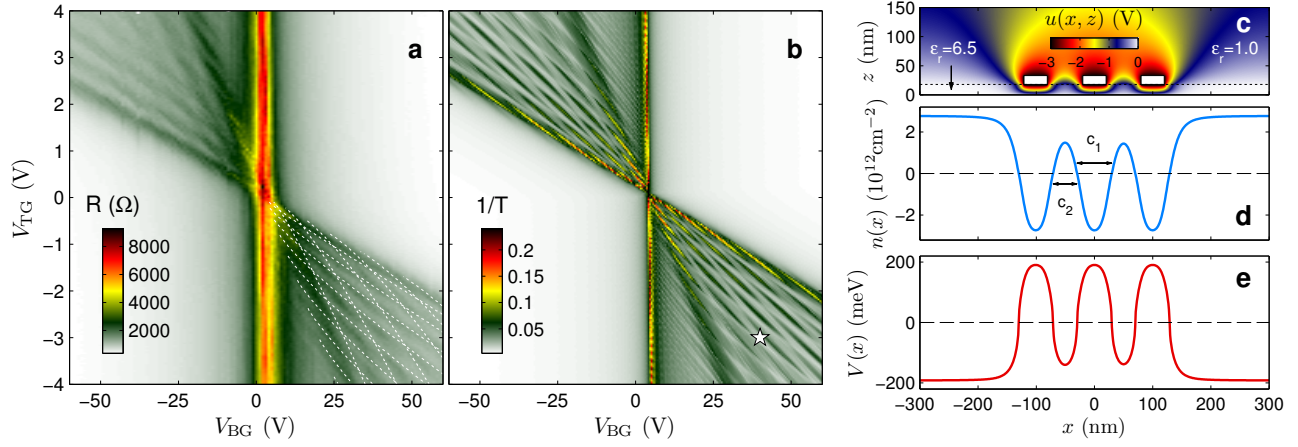 a
R (Ω)
8000
6000
4000
2000
V_TG (V)
4
3
2
1
0
−1
−2
−3
−4
−50 −25 0 25 50
V_BG (V)
b
1/T
0.2
0.15
0.1
0.05
−50 −25 0 25 50
V_BG (V)
c
u(x, z) (V)
−3 −2 −1 0
ε_r=6.5
ε_r=1.0
z (nm)
150
100
50
0
d
c_1
c_2
n(x) (10^12 cm^−2)
2
0
−2
e
V(x) (meV)
200
0
−200
−300 −200 −100 0 100 200 300
x (nm)